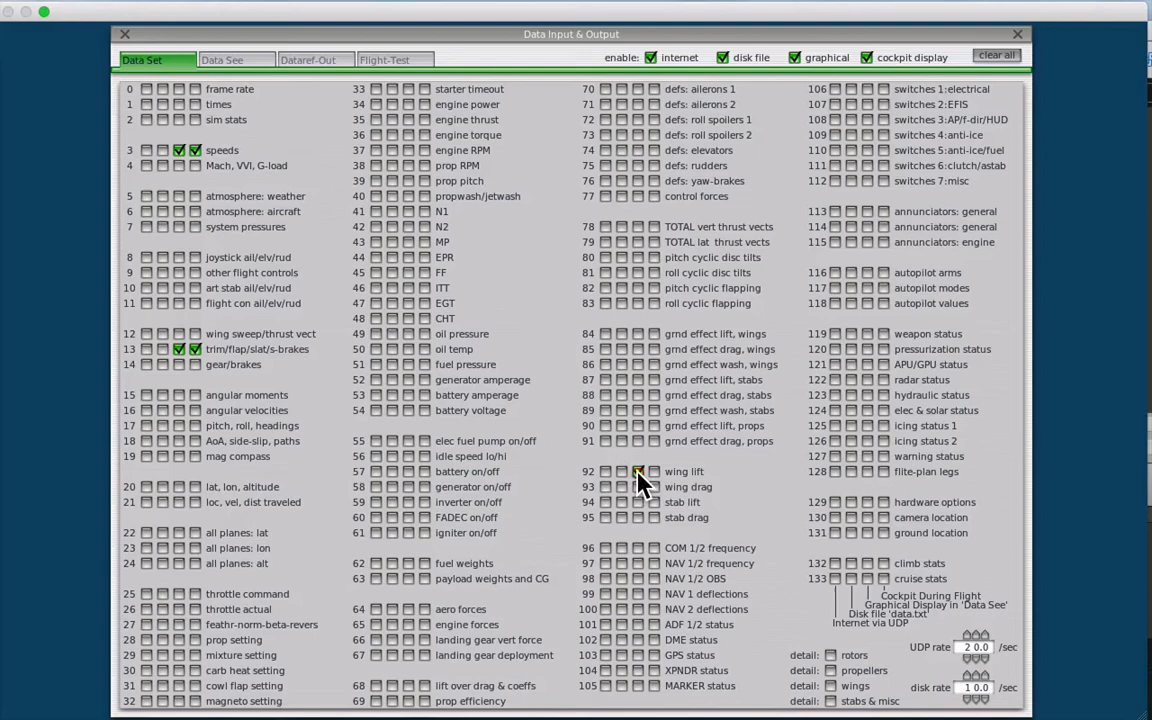 Data Input & Output
Data Set
Data See
Dataref-Out
Flight-Test
enable: internet disk file graphical cockpit display
clear all
0 frame rate
1 times
2 sim stats
3 speeds
4 Mach, VVI, G-load
5 atmosphere: weather
6 atmosphere: aircraft
7 system pressures
8 joystick ail/elv/rud
9 other flight controls
10 art stab ail/elv/rud
11 flight con ail/elv/rud
12 wing sweep/thrust vect
13 trim/flap/slat/s-brakes
14 gear/brakes
15 angular moments
16 angular velocities
17 pitch, roll, headings
18 AoA, side-slip, paths
19 mag compass
20 lat, lon, altitude
21 loc, vel, dist traveled
22 all planes: lat
23 all planes: lon
24 all planes: alt
25 throttle command
26 throttle actual
27 feathr-norm-beta-revers
28 prop setting
29 mixture setting
30 carb heat setting
31 cowl flap setting
32 magneto setting
33 starter timeout
34 engine power
35 engine thrust
36 engine torque
37 engine RPM
38 prop RPM
39 prop pitch
40 propwash/jetwash
41 N1
42 N2
43 MP
44 EPR
45 FF
46 ITT
47 EGT
48 CHT
49 oil pressure
50 oil temp
51 fuel pressure
52 generator amperage
53 battery amperage
54 battery voltage
55 elec fuel pump on/off
56 idle speed lo/hi
57 battery on/off
58 generator on/off
59 inverter on/off
60 FADEC on/off
61 igniter on/off
62 fuel weights
63 payload weights and CG
64 aero forces
65 engine forces
66 landing gear vert force
67 landing gear deployment
68 lift over drag & coeffs
69 prop efficiency
70 defs: ailerons 1
71 defs: ailerons 2
72 defs: roll spoilers 1
73 defs: roll spoilers 2
74 defs: elevators
75 defs: rudders
76 defs: yaw-brakes
77 control forces
78 TOTAL vert thrust vects
79 TOTAL lat thrust vects
80 pitch cyclic disc tilts
81 roll cyclic disc tilts
82 pitch cyclic flapping
83 roll cyclic flapping
84 grnd effect lift, wings
85 grnd effect drag, wings
86 grnd effect wash, wings
87 grnd effect lift, stabs
88 grnd effect drag, stabs
89 grnd effect wash, stabs
90 grnd effect lift, props
91 grnd effect drag, props
92 wing lift
93 wing drag
94 stab lift
95 stab drag
96 COM 1/2 frequency
97 NAV 1/2 frequency
98 NAV 1/2 OBS
99 NAV 1 deflections
100 NAV 2 deflections
101 ADF 1/2 status
102 DME status
103 GPS status
104 XPNDR status
105 MARKER status
106 switches 1:electrical
107 switches 2:EFIS
108 switches 3:AP/f-dir/HUD
109 switches 4:anti-ice
110 switches 5:anti-ice/fuel
111 switches 6:clutch/astab
112 switches 7:misc
113 annunciators: general
114 annunciators: general
115 annunciators: engine
116 autopilot arms
117 autopilot modes
118 autopilot values
119 weapon status
120 pressurization status
121 APU/GPU status
122 radar status
123 hydraulic status
124 elec & solar status
125 icing status 1
126 icing status 2
127 warning status
128 flite-plan legs
129 hardware options
130 camera location
131 ground location
132 climb stats
133 cruise stats
Cockpit During Flight
Graphical Display in 'Data See'
Disk file 'data.txt'
Internet via UDP
detail: rotors
detail: propellers
detail: wings
detail: stabs & misc
UDP rate 2 0.0 /sec
disk rate 1 0.0 /sec